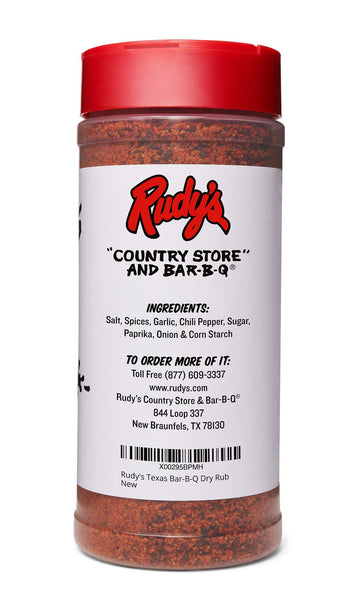 Rudy's
"COUNTRY STORE"
AND BAR-B-Q®
INGREDIENTS:
Salt, Spices, Garlic, Chili Pepper, Sugar,
Paprika, Onion & Corn Starch
TO ORDER MORE OF IT:
Toll Free (877) 609-3337
www.rudys.com
Rudy's Country Store & Bar-B-Q®
844 Loop 337
New Braunfels, TX 78130
X00295BPMH
Rudy's Texas Bar-B-Q Dry Rub
New